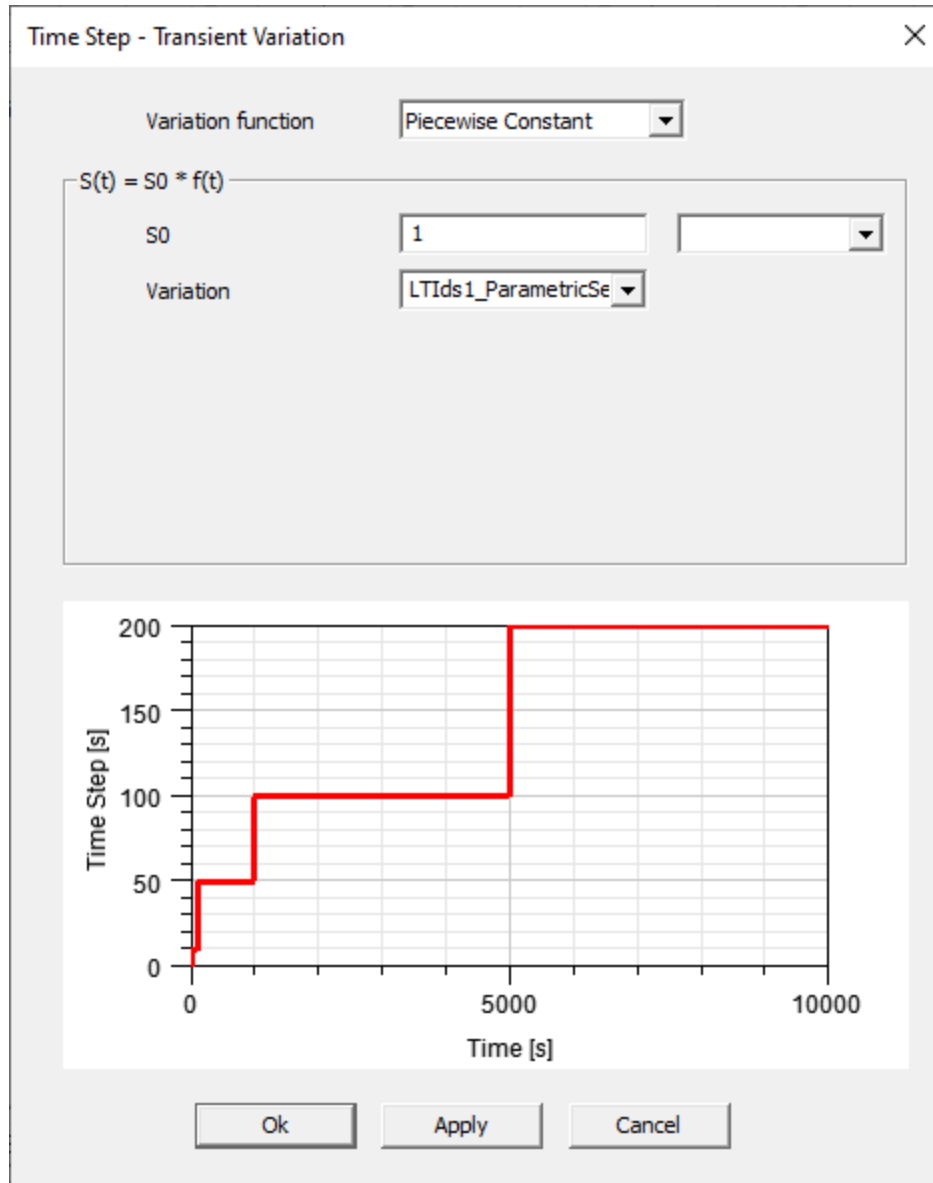 Time Step - Transient Variation
Variation function Piecewise Constant
S(t) = S0 * f(t)
S0 1
Variation LTIds1_ParametricSe
200
150
100
50
0
Time Step [s]
0 5000 10000
Time [s]
Ok Apply Cancel